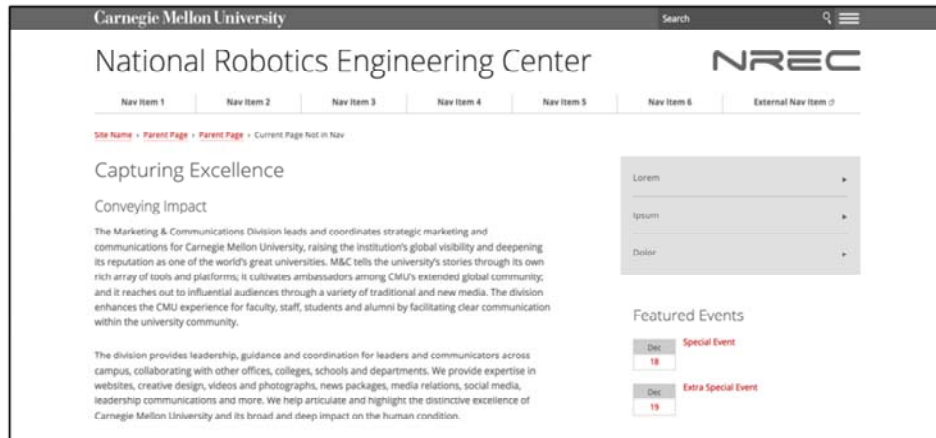 Carnegie Mellon University
Search
National Robotics Engineering Center
NREC
Nav Item 1 Nav Item 2 Nav Item 3 Nav Item 4 Nav Item 5 Nav Item 6 External Nav Item
Site Name › Parent Page › Parent Page › Current Page Not in Nav
Capturing Excellence
Conveying Impact
The Marketing & Communications Division leads and coordinates strategic marketing and
communications for Carnegie Mellon University, raising the institution's global visibility and deepening
its reputation as one of the world's great universities. M&C tells the university's stories through its own
rich array of tools and platforms; it cultivates ambassadors among CMU's extended global community;
and it reaches out to influential audiences through a variety of traditional and new media. The division
enhances the CMU experience for faculty, staff, students and alumni by facilitating clear communication
within the university community.
The division provides leadership, guidance and coordination for leaders and communicators across
campus, collaborating with other offices, colleges, schools and departments. We provide expertise in
websites, creative design, videos and photographs, news packages, media relations, social media,
leadership communications and more. We help articulate and highlight the distinctive excellence of
Carnegie Mellon University and its broad and deep impact on the human condition.
Lorem
Ipsum
Dolor
Featured Events
Dec
18
Special Event
Dec
19
Extra Special Event